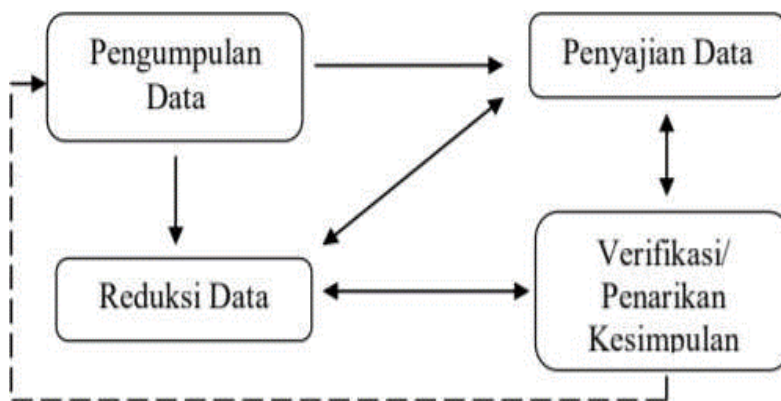 Pengumpulan
Data
Penyajian Data
Reduksi Data
Verifikasi/
Penarikan
Kesimpulan